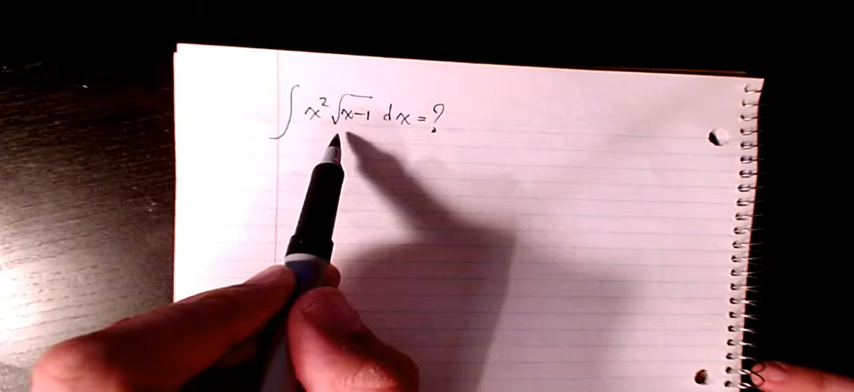 ∫ x² √(x-1) dx = ?